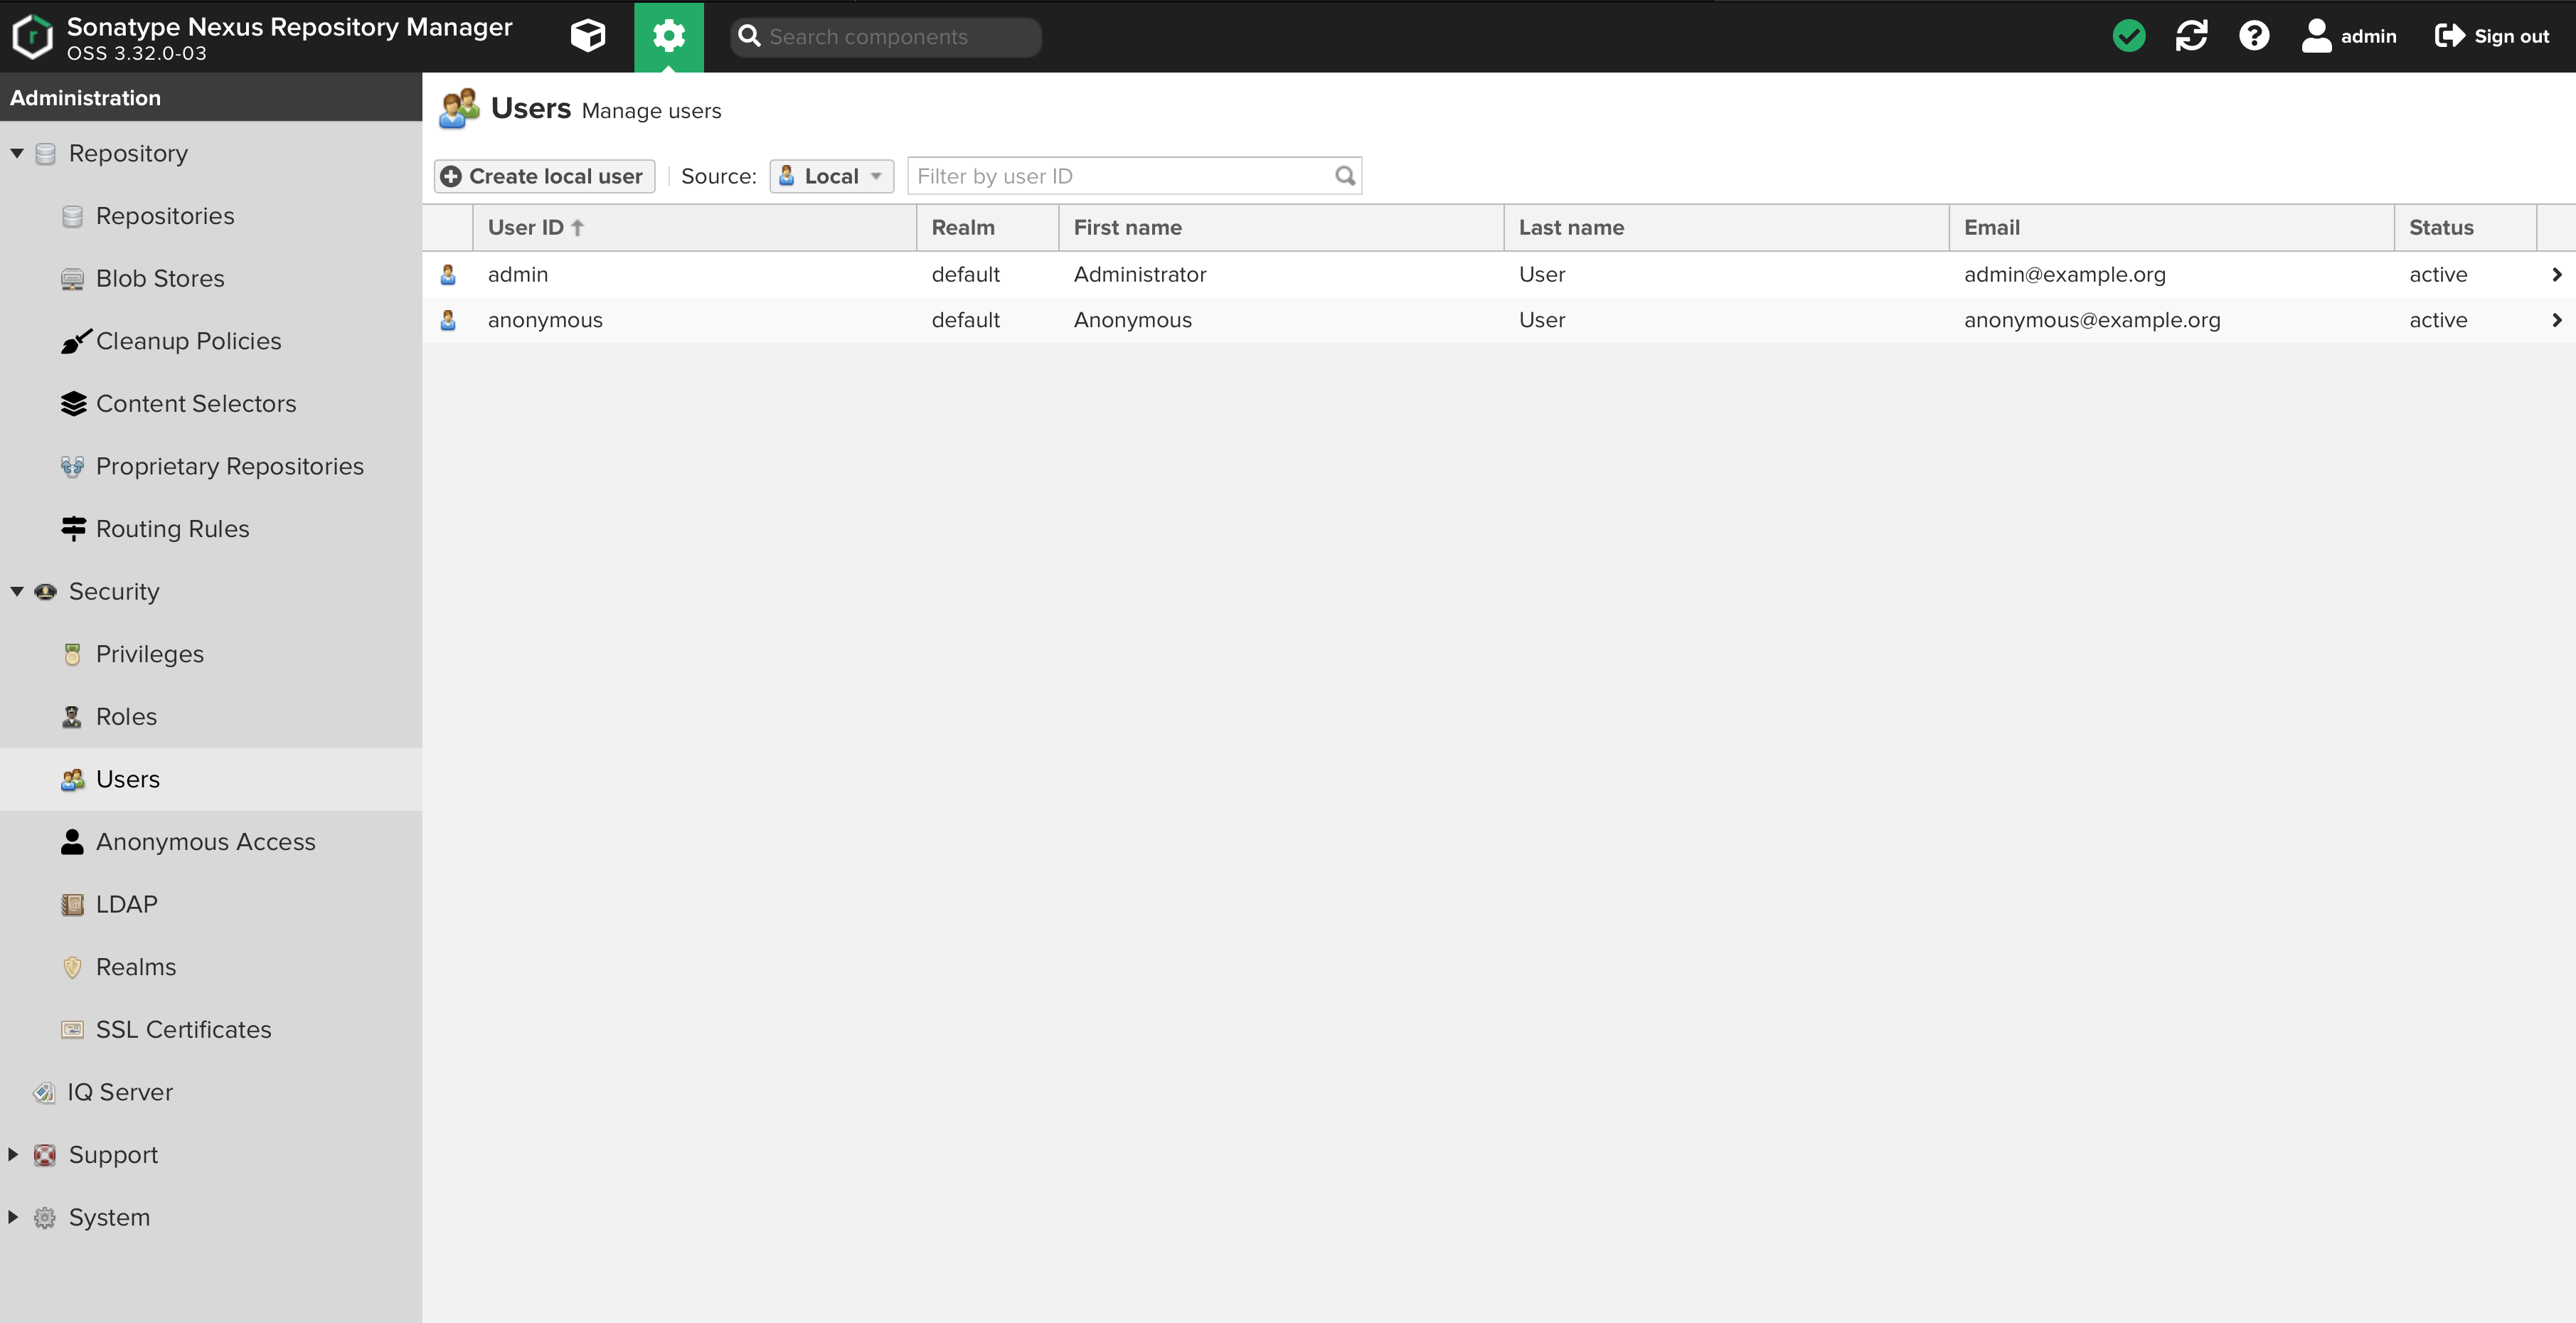 Sonatype Nexus Repository Manager
OSS 3.32.0-03
Search components
admin
Sign out
Administration
Repository
Repositories
Blob Stores
Cleanup Policies
Content Selectors
Proprietary Repositories
Routing Rules
Security
Privileges
Roles
Users
Anonymous Access
LDAP
Realms
SSL Certificates
IQ Server
Support
System
Users Manage users
Create local user Source: Local Filter by user ID
User ID Realm First name Last name Email Status
admin default Administrator User admin@example.org active
anonymous default Anonymous User anonymous@example.org active